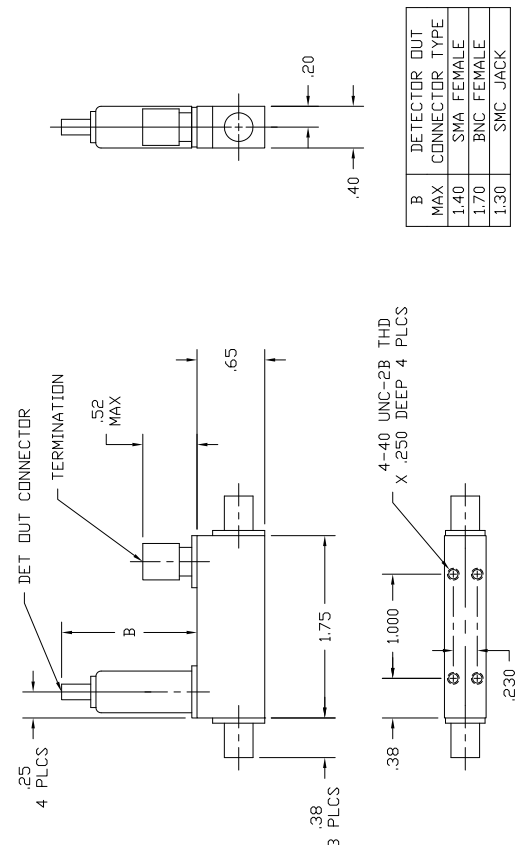 .20
.40
B DETECTOR OUT
MAX CONNECTOR TYPE
1.40 SMA FEMALE
1.70 BNC FEMALE
1.30 SMC JACK
DET OUT CONNECTOR
TERMINATION
.52
MAX
.65
B
.25
4 PLCS
1.75
.38
3 PLCS
4-40 UNC-2B THD
X .250 DEEP 4 PLCS
1.000
.38
.230